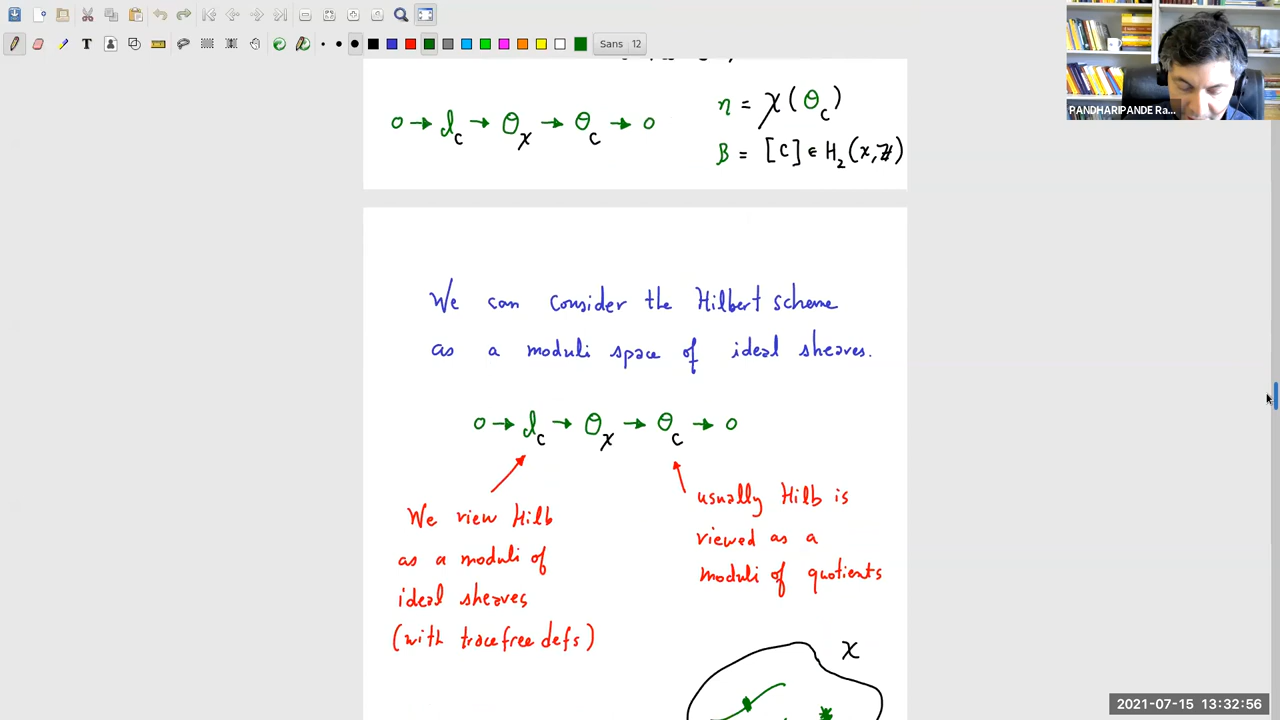 Sans 12
PANDHARIPANDE Ra...
0 → I_C → O_X → O_C → 0
n = χ(O_C)
β = [C] ∈ H_2(X, Z)
We can consider the Hilbert scheme
as a moduli space of ideal sheaves.
0 → I_C → O_X → O_C → 0
We view Hilb
as a moduli of
ideal sheaves
(with trace free defs)
usually Hilb is
viewed as a
moduli of quotients
X
2021-07-15 13:32:56